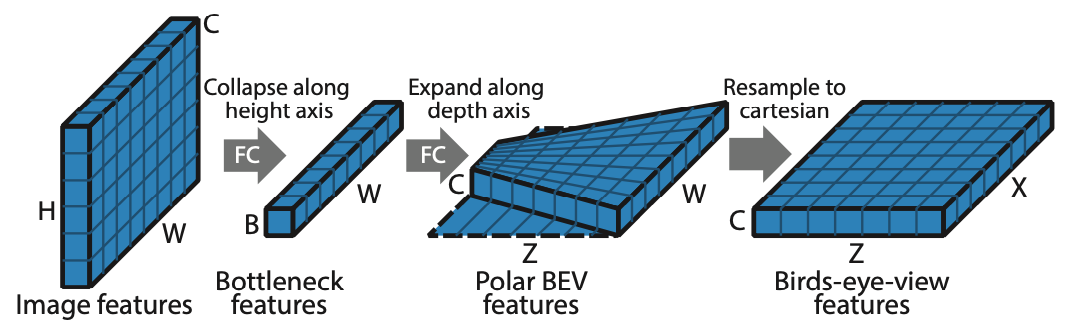 C
H
W
Image features
Collapse along
height axis
FC
B
W
Bottleneck
features
Expand along
depth axis
FC
C
W
Z
Polar BEV
features
Resample to
cartesian
C
X
Z
Birds-eye-view
features